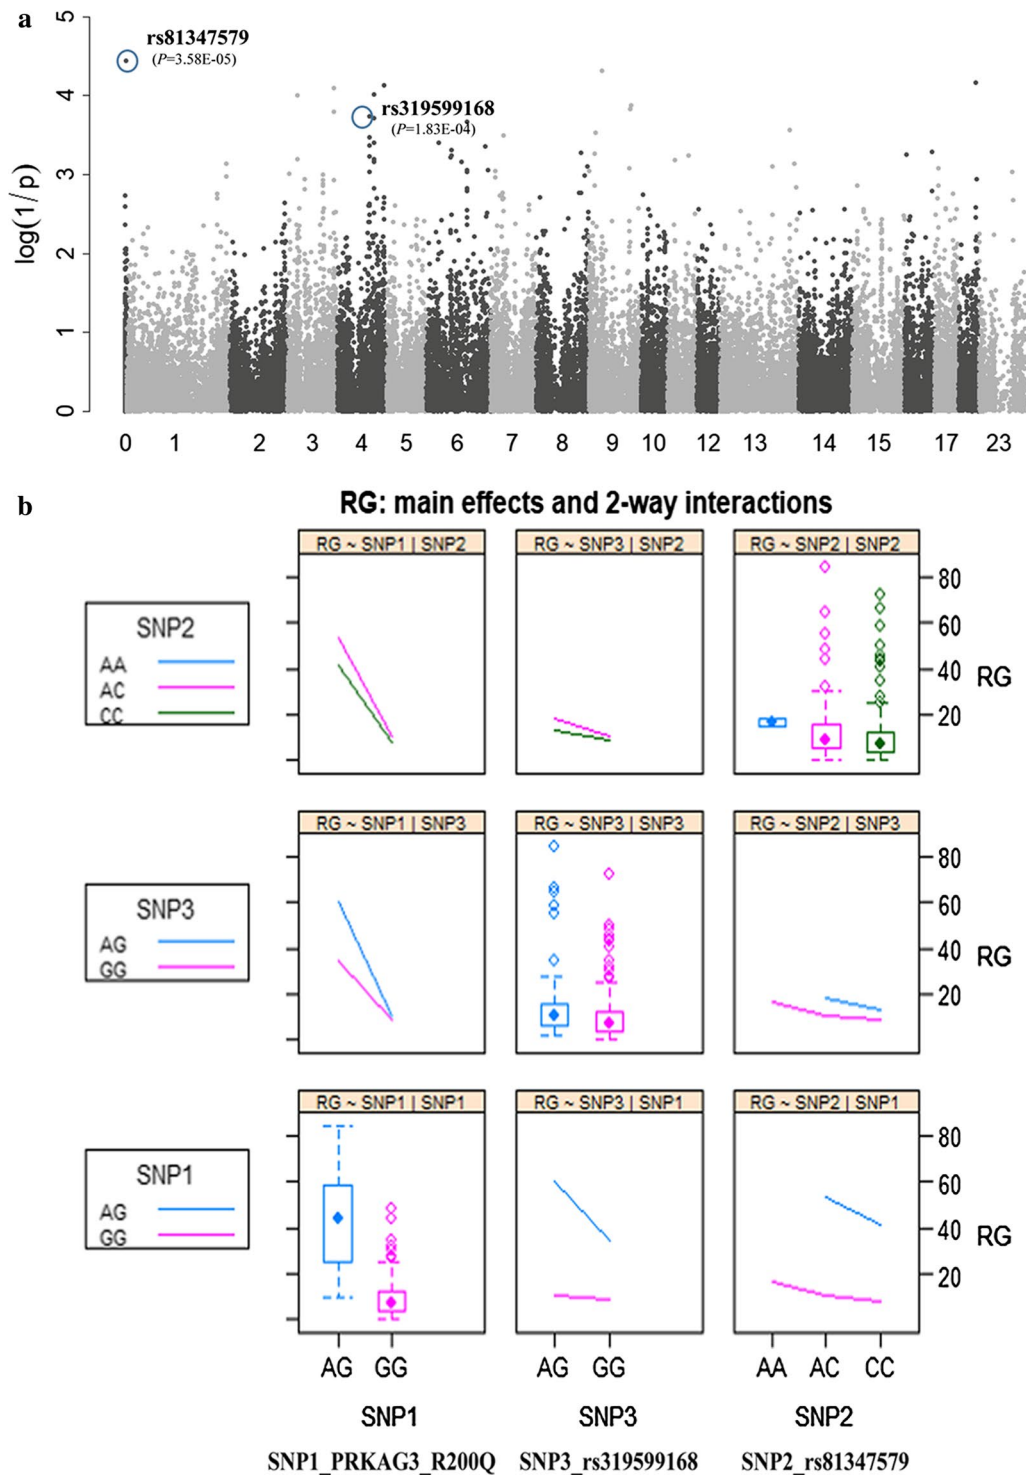 a
5
4
3
2
1
0
log(1/p)
rs81347579
(P=3.58E-05)
rs319599168
(P=1.83E-04)
0 1 2 3 4 5 6 7 8 9 10 12 13 14 15 17 23
b
RG: main effects and 2-way interactions
SNP2
AA
AC
CC
RG ~ SNP1 | SNP2
RG ~ SNP3 | SNP2
RG ~ SNP2 | SNP2
80
60
40
20
RG
SNP3
AG
GG
RG ~ SNP1 | SNP3
RG ~ SNP3 | SNP3
RG ~ SNP2 | SNP3
80
60
40
20
RG
SNP1
AG
GG
RG ~ SNP1 | SNP1
RG ~ SNP3 | SNP1
RG ~ SNP2 | SNP1
80
60
40
20
RG
AG GG AG GG AA AC CC
SNP1 SNP3 SNP2
SNP1_PRKAG3_R200Q SNP3_rs319599168 SNP2_rs81347579